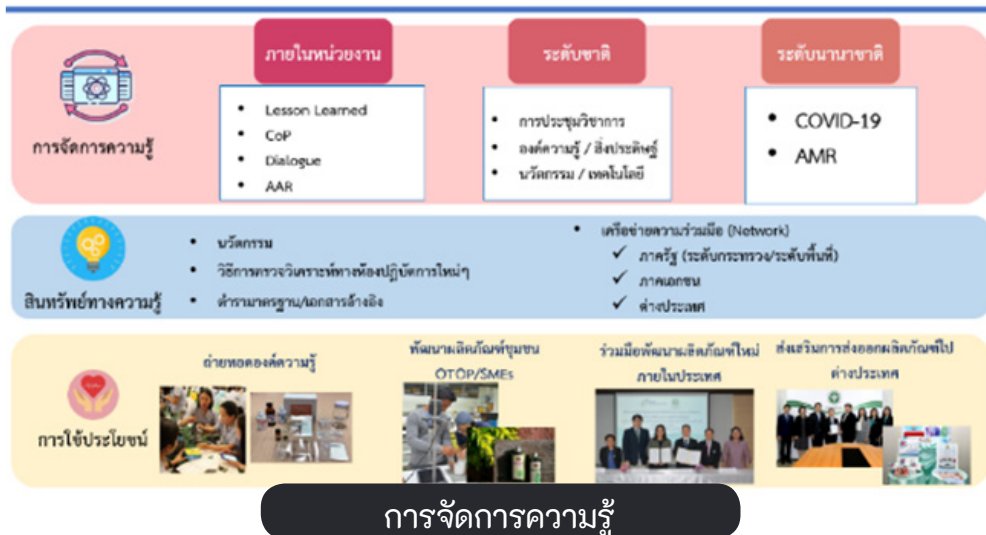 ภายในหน่วยงาน
ระดับชาติ
ระดับนานาชาติ
การจัดการความรู้
• Lesson Learned
• CoP
• Dialogue
• AAR
• การประชุมวิชาการ
• องค์ความรู้ / สิ่งประดิษฐ์
• นวัตกรรม / เทคโนโลยี
• COVID-19
• AMR
สินทรัพย์ทางความรู้
• นวัตกรรม
• วิธีการตรวจวิเคราะห์ทางห้องปฏิบัติการใหม่ๆ
• ตำรามาตรฐาน/เอกสารอ้างอิง
• เครือข่ายความร่วมมือ (Network)
✓ ภาครัฐ (ระดับกระทรวง/ระดับพื้นที่)
✓ ภาคเอกชน
✓ ต่างประเทศ
การใช้ประโยชน์
ถ่ายทอดองค์ความรู้
พัฒนาผลิตภัณฑ์ชุมชน
OTOP/SMEs
ร่วมมือพัฒนาผลิตภัณฑ์ใหม่
ภายในประเทศ
ส่งเสริมการส่งออกผลิตภัณฑ์ไป
ต่างประเทศ
การจัดการความรู้